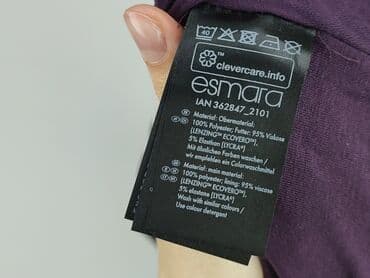 40
™ clevercare.info
esmara
IAN 362847_2101
Material: Obermaterial:
100% Polyester; Futter: 95% Viskose
(LENZING™ ECOVERO™),
5% Elasthan (LYCRA®)
Mit ähnlichen Farben waschen /
wir empfehlen ein Colorwaschmittel
Material: main material:
100% polyester; lining: 95% viscose
(LENZING™ ECOVERO™),
5% elastane (LYCRA®)
Wash with similar colours /
Use colour detergent